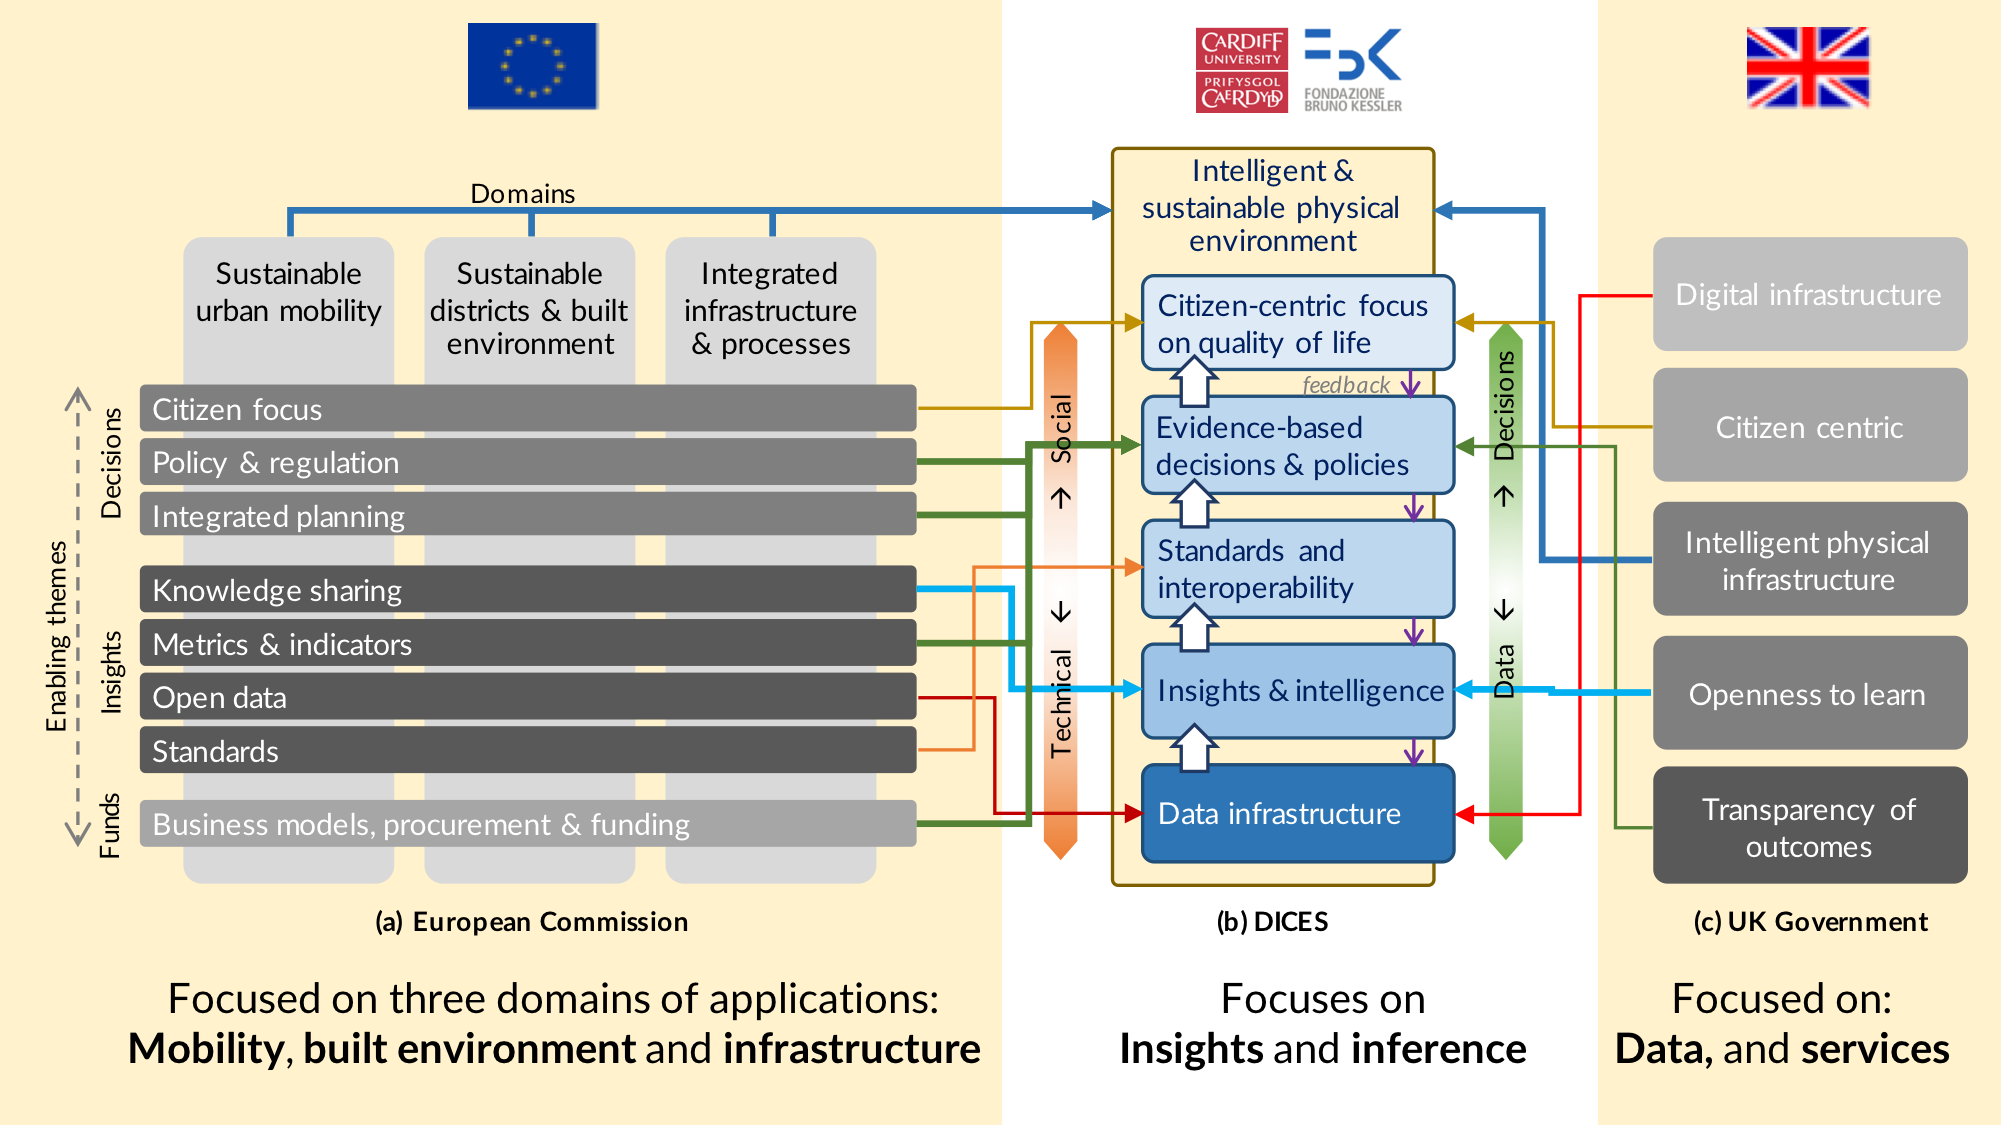 CARDIFF
UNIVERSITY
PRIFYSGOL
CAERDYDD
FONDAZIONE
BRUNO KESSLER
Domains
Sustainable
urban mobility
Sustainable
districts & built
environment
Integrated
infrastructure
& processes
Enabling themes
Decisions
Insights
Funds
Citizen focus
Policy & regulation
Integrated planning
Knowledge sharing
Metrics & indicators
Open data
Standards
Business models, procurement & funding
Technical ← → Social
Intelligent &
sustainable physical
environment
Citizen-centric focus
on quality of life
feedback
Evidence-based
decisions & policies
Standards and
interoperability
Insights & intelligence
Data infrastructure
Data ← → Decisions
Digital infrastructure
Citizen centric
Intelligent physical
infrastructure
Openness to learn
Transparency of
outcomes
(a) European Commission
(b) DICES
(c) UK Government
Focused on three domains of applications:
Mobility, built environment and infrastructure
Focuses on
Insights and inference
Focused on:
Data, and services